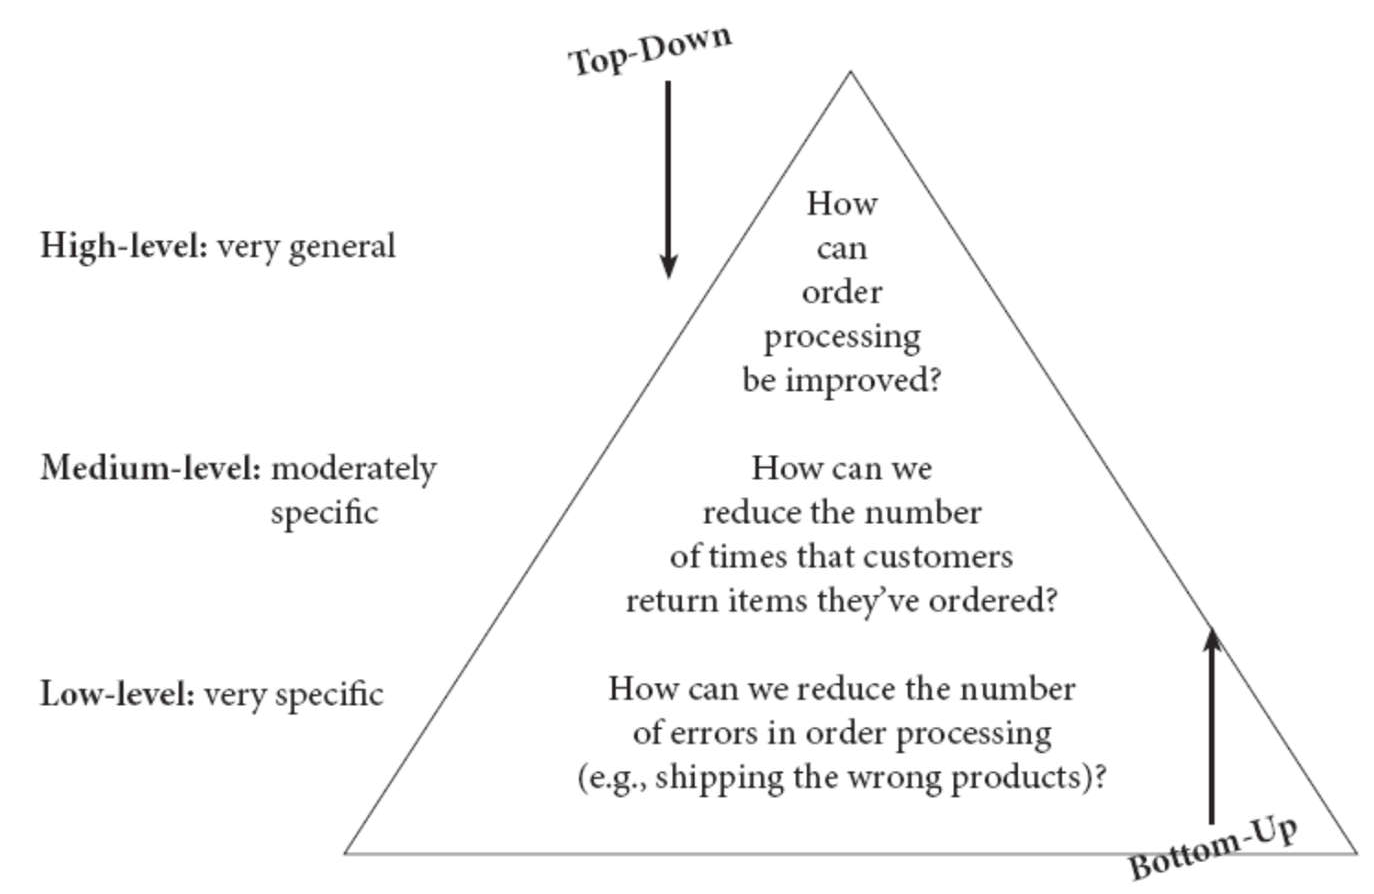 Top-Down
High-level: very general
How
can
order
processing
be improved?
Medium-level: moderately
specific
How can we
reduce the number
of times that customers
return items they’ve ordered?
Low-level: very specific
How can we reduce the number
of errors in order processing
(e.g., shipping the wrong products)?
Bottom-Up